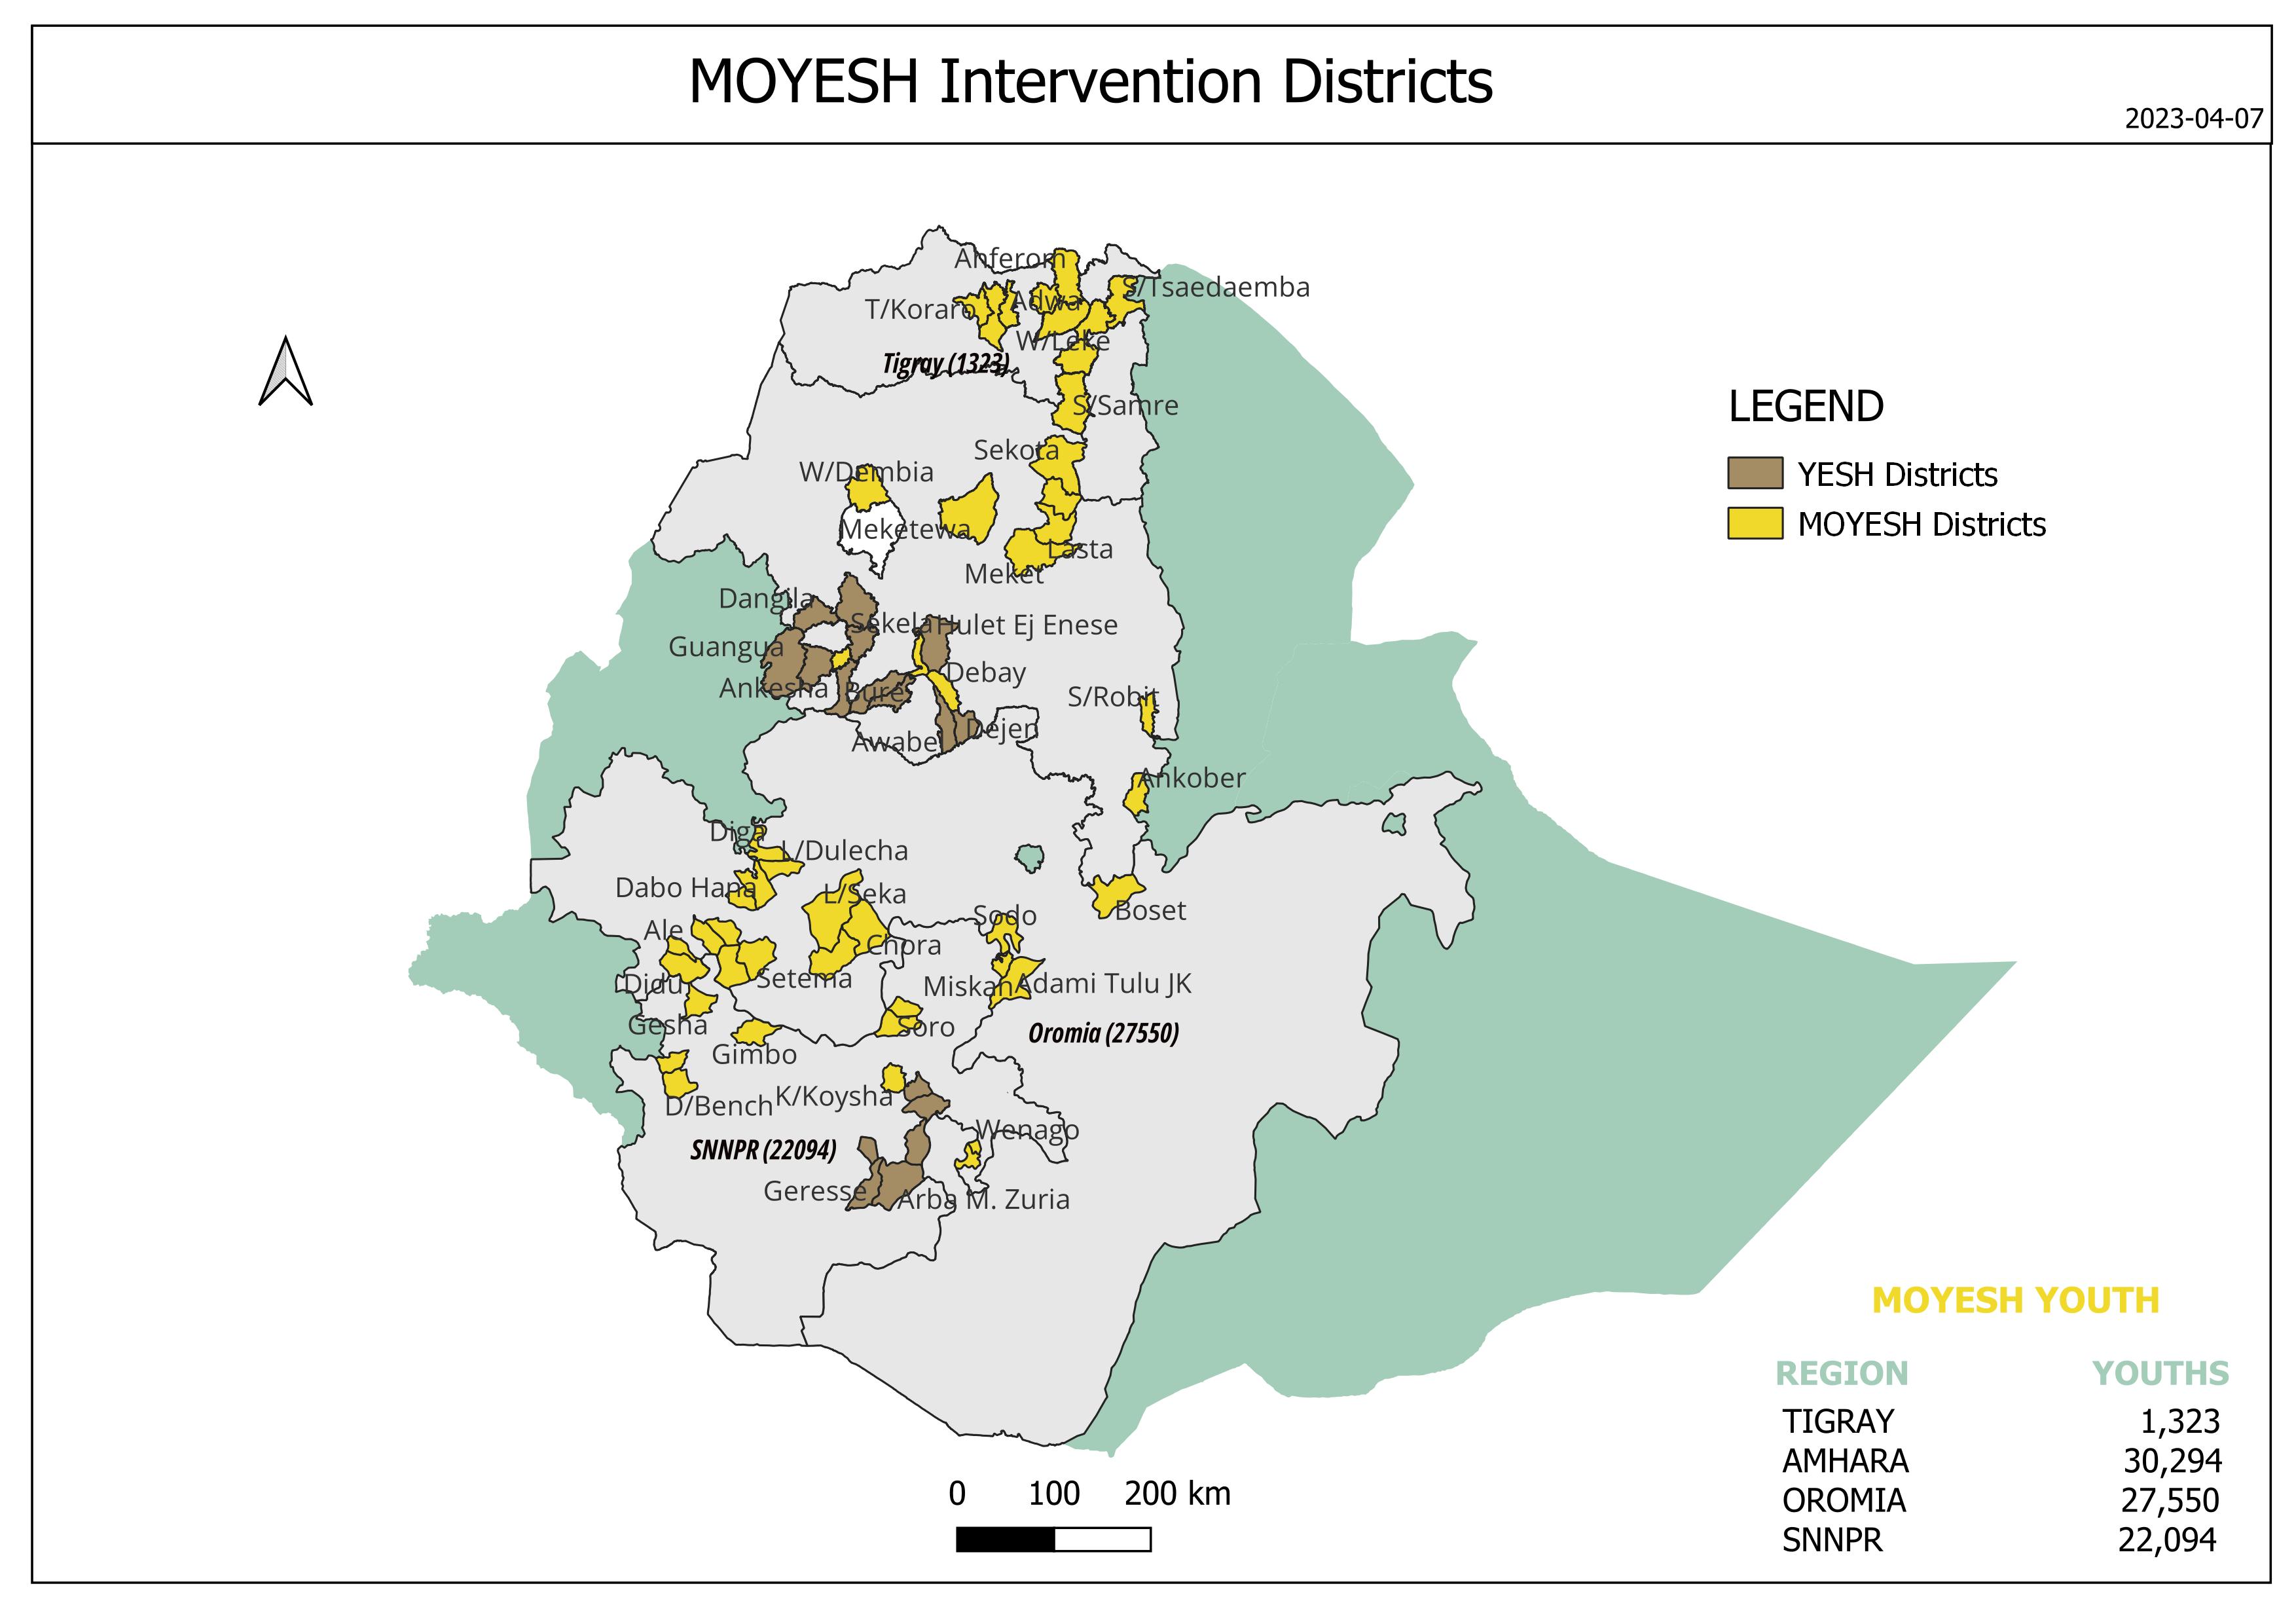 MOYESH Intervention Districts
2023-04-07
Ahferom
S/Tsaedaemba
T/Koraro
Adwa
W/Leke
Tigray (1323)
S/Samre
Sekota
W/Dembia
Meketewa
Lasta
Meket
Dangila
Sekela
Hulet Ej Enese
Guangua
Debay
Ankesha
Bure
S/Robit
Dejen
Awabel
Ankober
Diga
L/Dulecha
Dabo Hana
L/Seka
Boset
Sodo
Ale
Chora
Setema
Didu
Miskan
Adami Tulu JK
Gesha
Soro
Oromia (27550)
Gimbo
K/Koysha
D/Bench
Wenago
SNNPR (22094)
Geresse
Arba M. Zuria
LEGEND
YESH Districts
MOYESH Districts
MOYESH YOUTH
REGION YOUTHS
TIGRAY 1,323
AMHARA 30,294
OROMIA 27,550
SNNPR 22,094
0 100 200 km